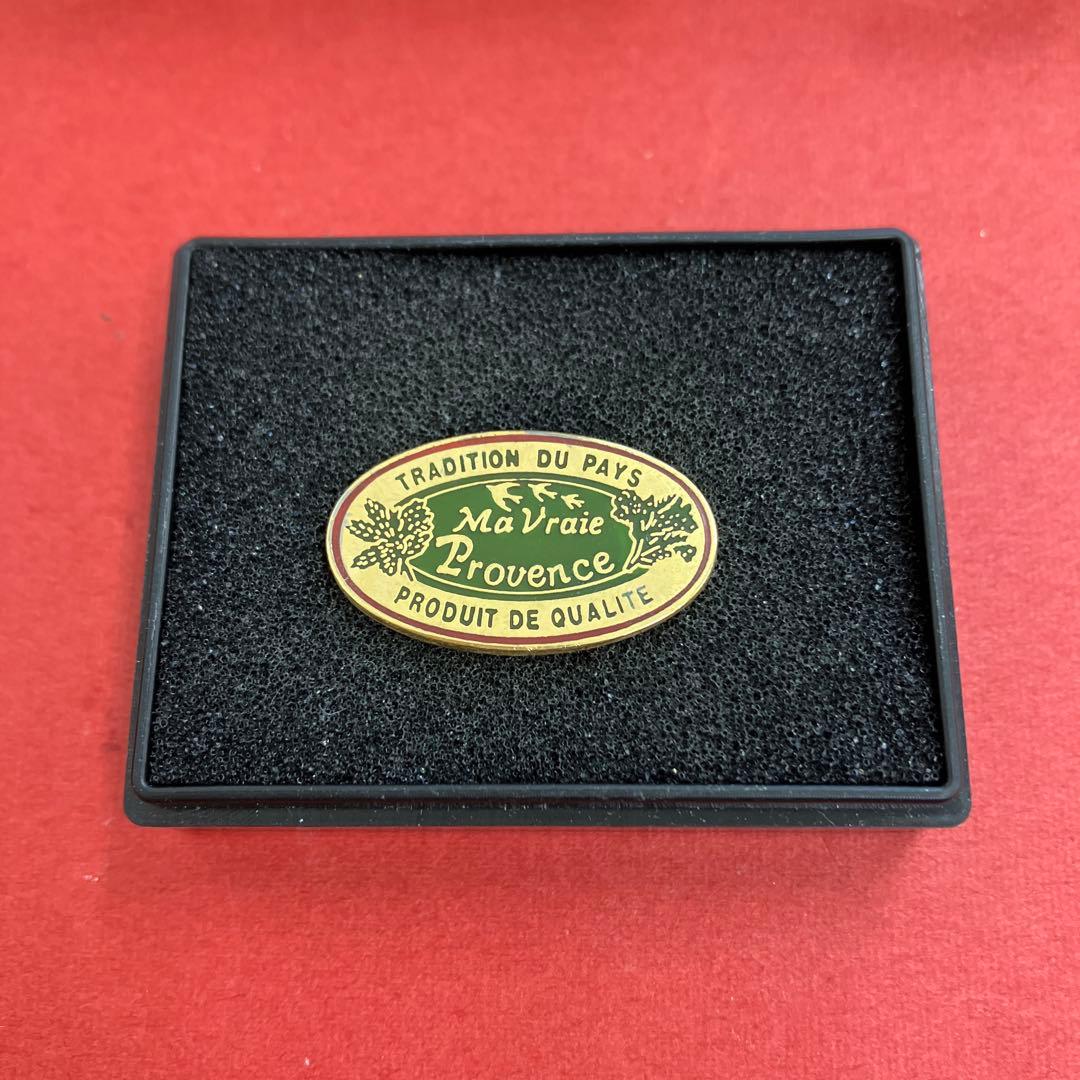 TRADITION DU PAYS
Ma Vraie
Provence
PRODUIT DE QUALITE